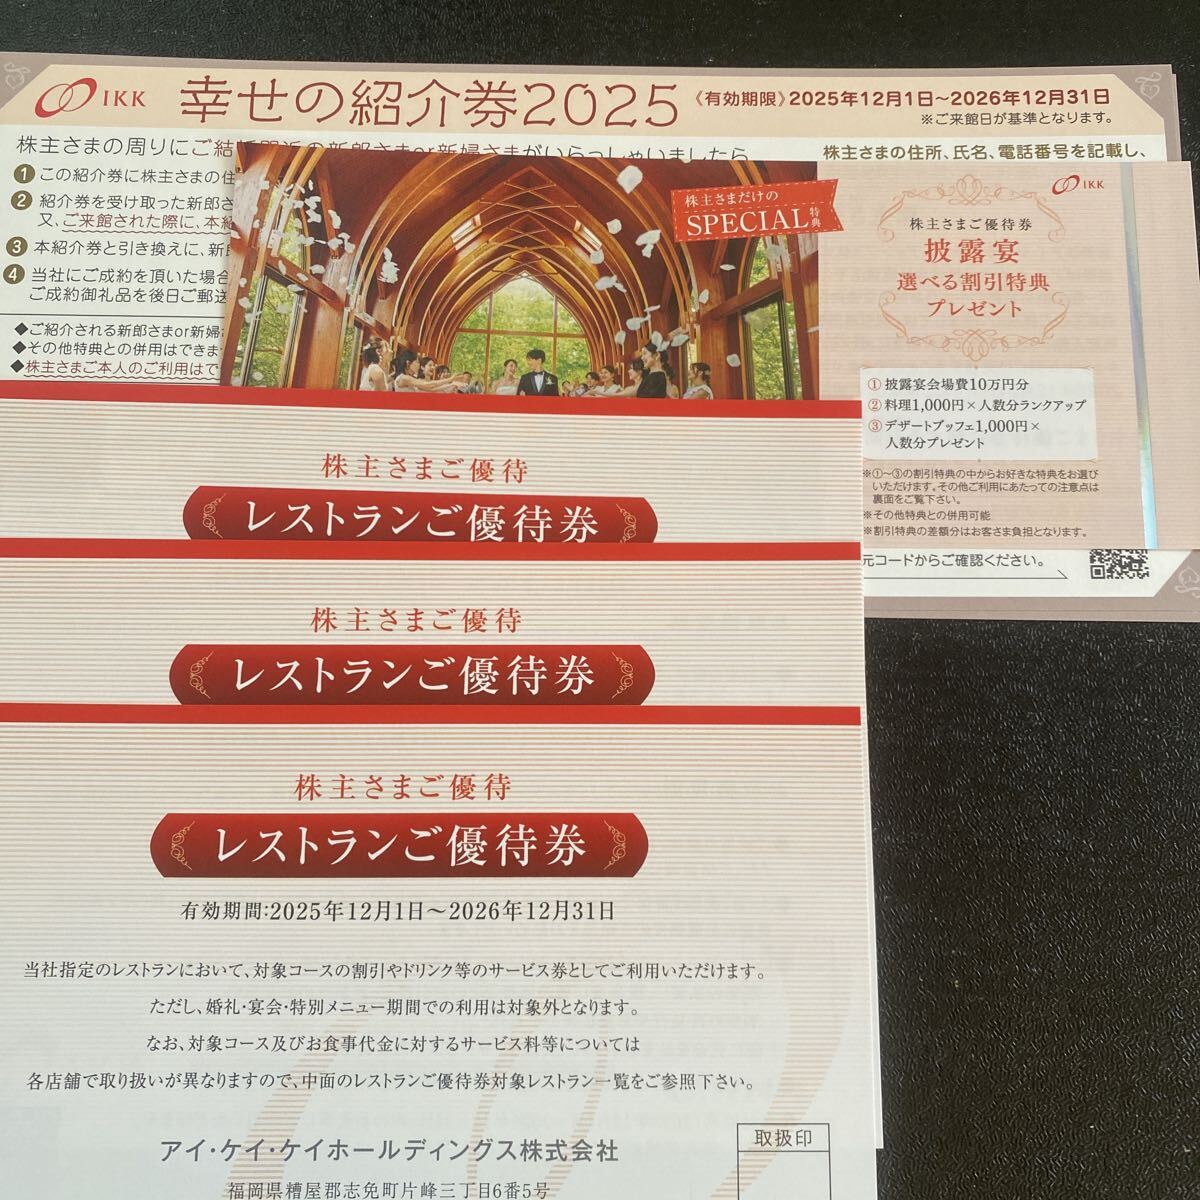 IKK
幸せの紹介券2025
《有効期限》2025年12月1日～2026年12月31日
※ご来館日が基準となります。
株主さまの周りにご結婚間近の新郎さまor新婦さまがいらっしゃいましたら
株主さまの住所、氏名、電話番号を記載し、
1 この紹介券に株主さまの住
2 紹介券を受け取った新郎さ
又、ご来館された際に、本紹
3 本紹介券と引き換えに、新郎
4 当社にご成約を頂いた場合
ご成約御礼品を後日ご郵送
◆ご紹介される新郎さまor新婦
◆その他特典との併用はできま
◆株主さまご本人のご利用はで
株主さまだけの
SPECIAL特典
IKK
株主さまご優待券
披露宴
選べる割引特典
プレゼント
①披露宴会場費10万円分
②料理1,000円×人数分ランクアップ
③デザートブッフェ1,000円×
人数分プレゼント
※①～③の割引特典の中からお好きな特典をお選び
いただけます。その他ご利用にあたっての注意点は
裏面をご覧下さい。
※その他特典との併用可能
※割引特典の差額分はお客さま負担となります。
元コードからご確認ください。
株主さまご優待
レストランご優待券
株主さまご優待
レストランご優待券
株主さまご優待
レストランご優待券
有効期間:2025年12月1日～2026年12月31日
当社指定のレストランにおいて、対象コースの割引やドリンク等のサービス券としてご利用いただけます。
ただし、婚礼・宴会・特別メニュー期間での利用は対象外となります。
なお、対象コース及びお食事代金に対するサービス料等については
各店舗で取り扱いが異なりますので、中面のレストランご優待券対象レストラン一覧をご参照下さい。
アイ・ケイ・ケイホールディングス株式会社
福岡県糟屋郡志免町片峰三丁目6番5号
取扱印